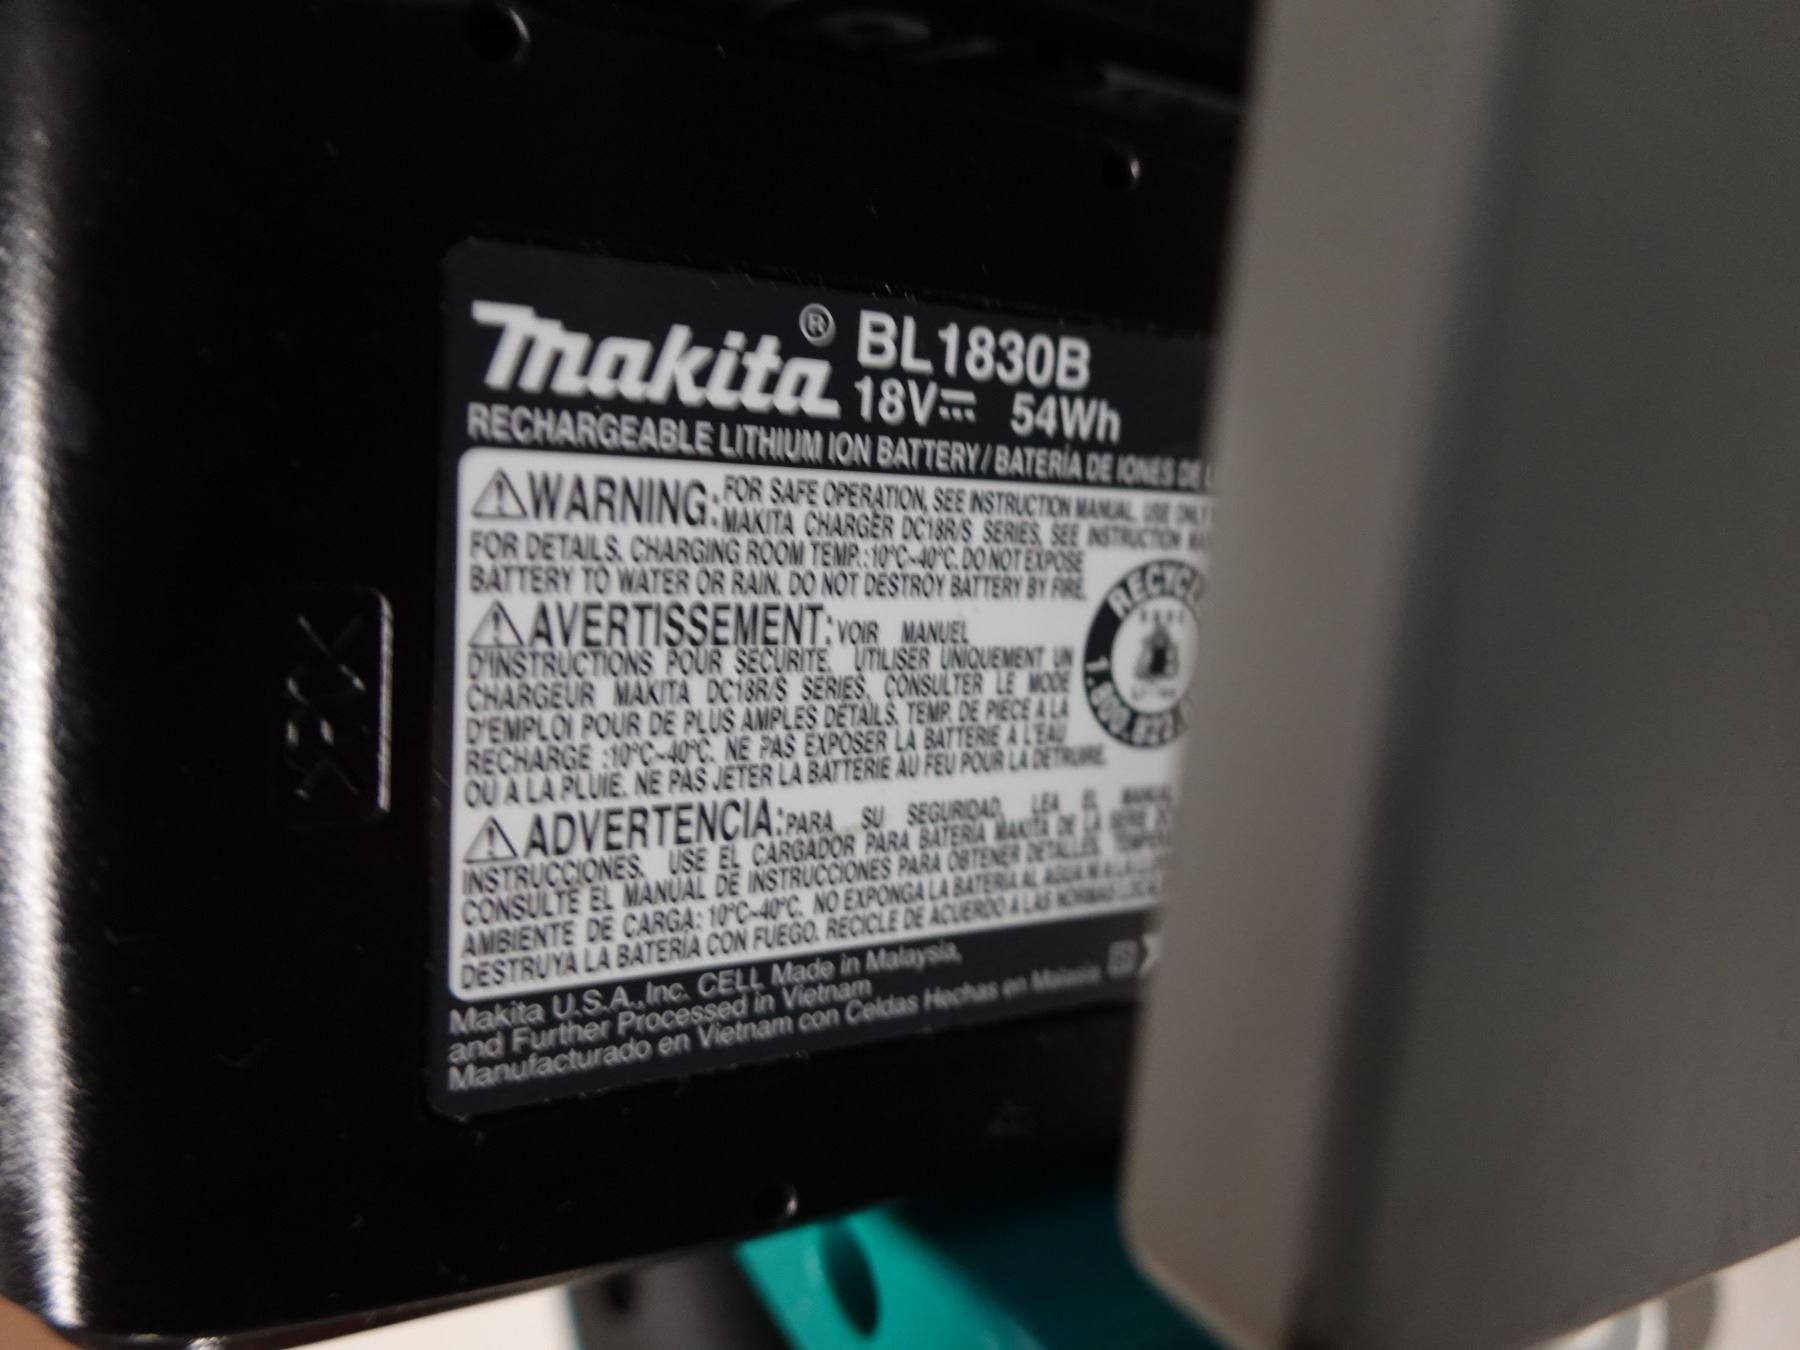 makita® BL1830B
18V 54Wh
RECHARGEABLE LITHIUM ION BATTERY / BATERÍA DE IONES DE
WARNING: FOR SAFE OPERATION, SEE INSTRUCTION MANUAL. USE ONLY
MAKITA CHARGER DC18R/S SERIES, SEE INSTRUCTION
FOR DETAILS. CHARGING ROOM TEMP.:10°C~40°C. DO NOT EXPOSE
BATTERY TO WATER OR RAIN. DO NOT DESTROY BATTERY BY FIRE.
RECYCLE
1.800.822.
AVERTISSEMENT: VOIR MANUEL
D'INSTRUCTIONS POUR SECURITE. UTILISER UNIQUEMENT UN
CHARGEUR MAKITA DC18R/S SERIES, CONSULTER LE MODE
D'EMPLOI POUR DE PLUS AMPLES DÉTAILS. TEMP. DE PIECE A LA
RECHARGE :10°C~40°C. NE PAS EXPOSER LA BATTERIE A L'EAU
OU A LA PLUIE. NE PAS JETER LA BATTERIE AU FEU POUR LA DETRUIRE.
ADVERTENCIA: PARA SU SEGURIDAD, LEA EL MANUAL
INSTRUCCIONES. USE EL CARGADOR PARA BATERÍA MAKITA DE LA SERIE
CONSULTE EL MANUAL DE INSTRUCCIONES PARA OBTENER DETALLES.
AMBIENTE DE CARGA: 10°C~40°C. NO EXPONGA LA BATERÍA AL AGUA NI A
DESTRUYA LA BATERÍA CON FUEGO. RECICLE DE ACUERDO A LAS NORMAS
Makita U.S.A.,Inc. CELL Made in Malaysia,
and Further Processed in Vietnam
Manufacturado en Vietnam con Celdas Hechas en Malasia